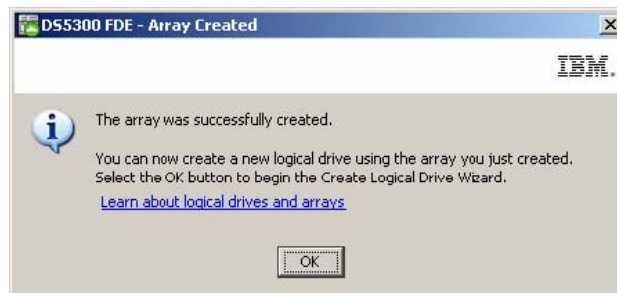 DS5300 FDE - Array Created
IBM.
The array was successfully created.
You can now create a new logical drive using the array you just created.
Select the OK button to begin the Create Logical Drive Wizard.
Learn about logical drives and arrays
OK